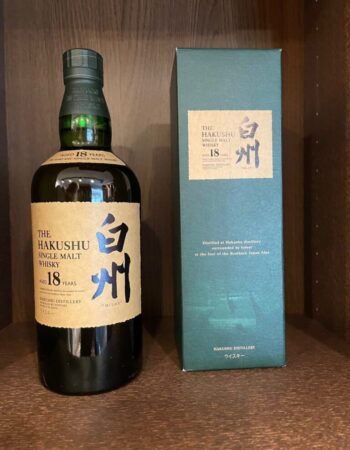 AGED 18 YEARS
THE
HAKUSHU
SINGLE MALT
WHISKY
AGED 18 YEARS
白州
HAKUSHU DISTILLERY
THE
HAKUSHU
SINGLE MALT
WHISKY
AGED 18 YEARS
白州
Distilled at Hakushu distillery
surrounded by forest
at the foot of the Southern Japan Alps
HAKUSHU DISTILLERY
ウイスキー